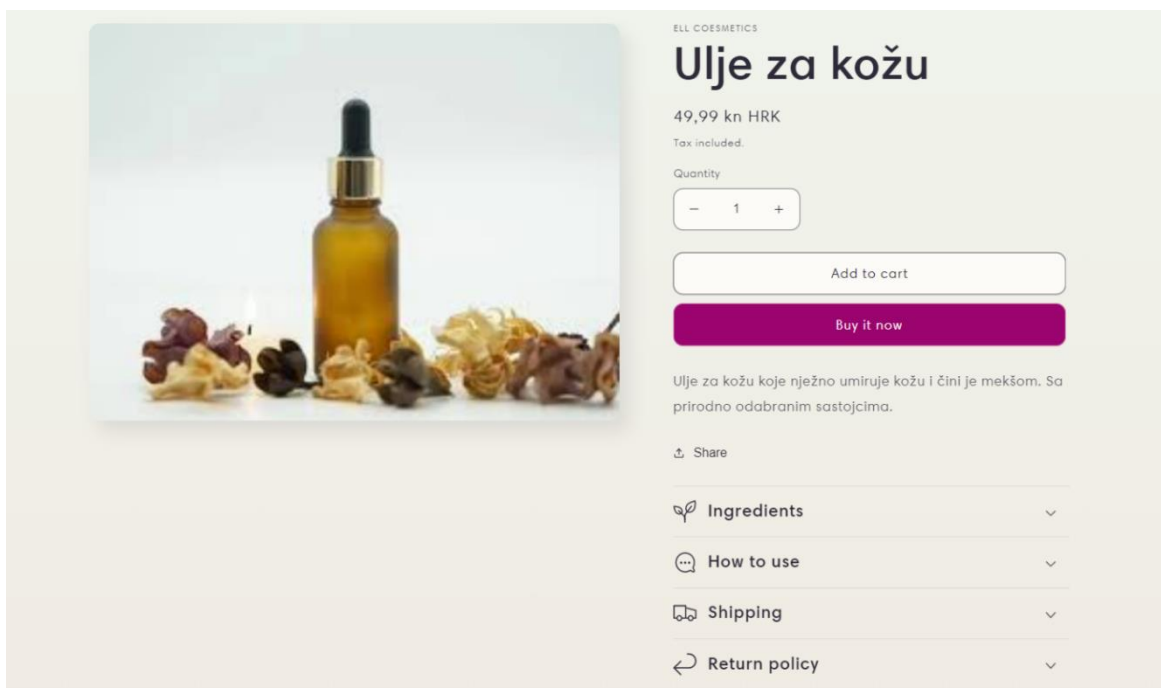 ELL COESMETICS
Ulje za kožu
49,99 kn HRK
Tax included.
Quantity
− 1 +
Add to cart
Buy it now
Ulje za kožu koje nježno umiruje kožu i čini je mekšom. Sa
prirodno odabranim sastojcima.
Share
Ingredients
How to use
Shipping
Return policy